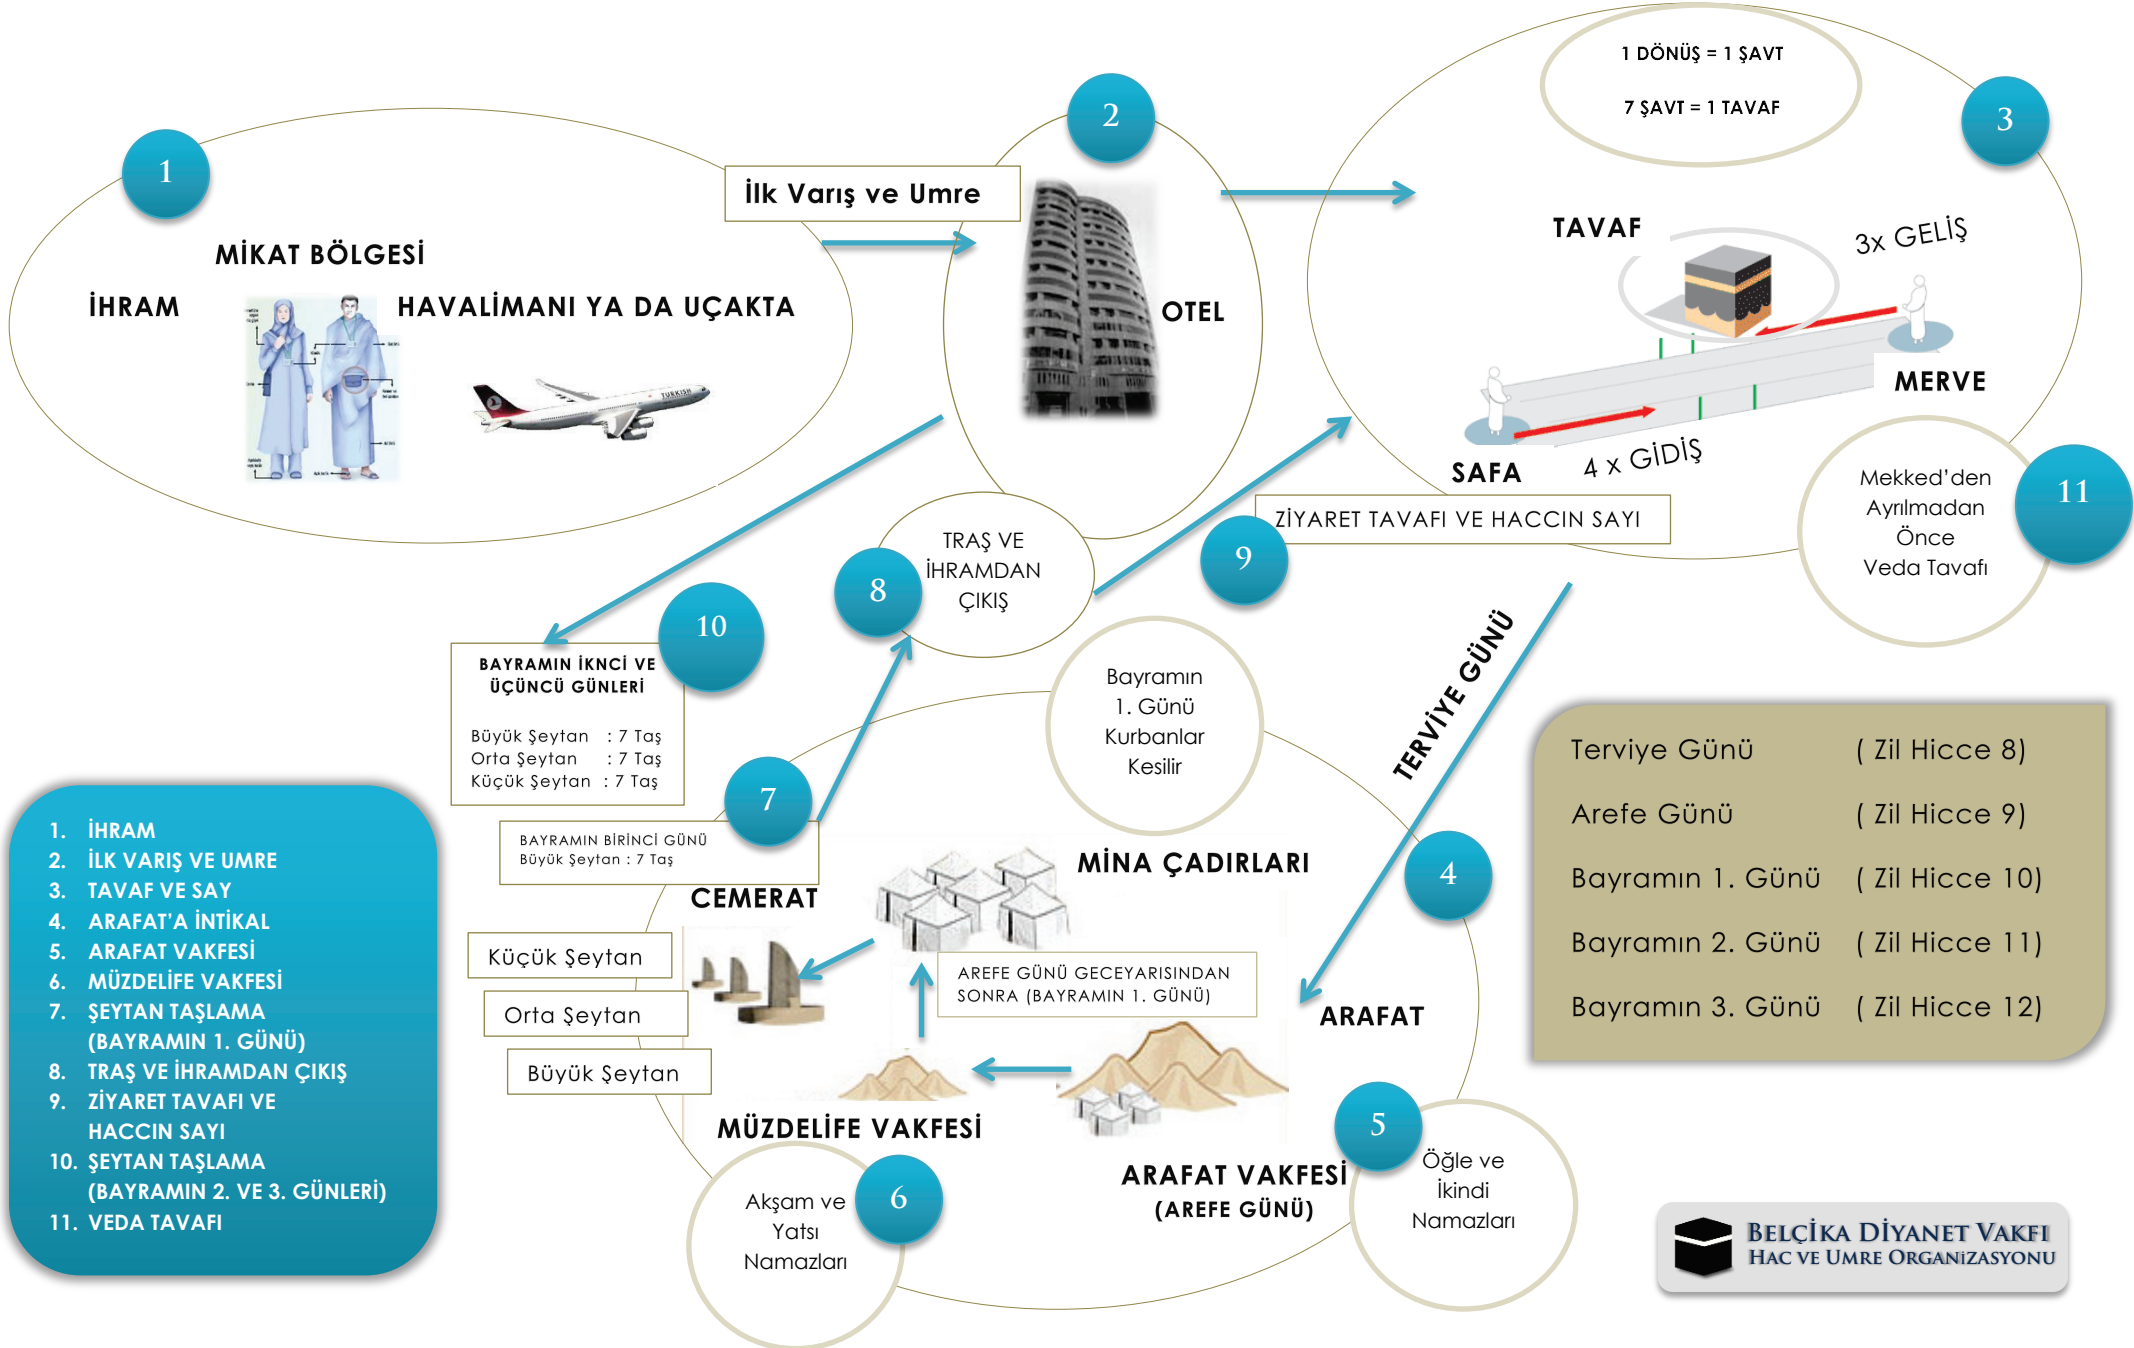 1 DÖNÜŞ = 1 ŞAVT
7 ŞAVT = 1 TAVAF
1
2
3
İlk Varış ve Umre
MİKAT BÖLGESİ
İHRAM
HAVALİMANI YA DA UÇAKTA
TURKISH
OTEL
TAVAF
3x GELİŞ
MERVE
SAFA
4 x GİDİŞ
Mekked'den
Ayrılmadan
Önce
Veda Tavafı
11
ZİYARET TAVAFI VE HACCIN SAYI
9
TRAŞ VE
İHRAMDAN
ÇIKIŞ
8
10
BAYRAMIN İKNCİ VE
ÜÇÜNCÜ GÜNLERİ
Büyük Şeytan : 7 Taş
Orta Şeytan : 7 Taş
Küçük Şeytan : 7 Taş
7
BAYRAMIN BİRİNCİ GÜNÜ
Büyük Şeytan : 7 Taş
Bayramın
1. Günü
Kurbanlar
Kesilir
TERVİYE GÜNÜ
4
MİNA ÇADIRLARI
CEMERAT
Küçük Şeytan
Orta Şeytan
Büyük Şeytan
AREFE GÜNÜ GECEYARISINDAN
SONRA (BAYRAMIN 1. GÜNÜ)
ARAFAT
MÜZDELİFE VAKFESİ
ARAFAT VAKFESİ
(AREFE GÜNÜ)
5
Öğle ve
İkindi
Namazları
6
Akşam ve
Yatsı
Namazları
1. İHRAM
2. İLK VARIŞ VE UMRE
3. TAVAF VE SAY
4. ARAFAT'A İNTİKAL
5. ARAFAT VAKFESİ
6. MÜZDELİFE VAKFESİ
7. ŞEYTAN TAŞLAMA
(BAYRAMIN 1. GÜNÜ)
8. TRAŞ VE İHRAMDAN ÇIKIŞ
9. ZİYARET TAVAFI VE
HACCIN SAYI
10. ŞEYTAN TAŞLAMA
(BAYRAMIN 2. VE 3. GÜNLERİ)
11. VEDA TAVAFI
Terviye Günü ( Zil Hicce 8)
Arefe Günü ( Zil Hicce 9)
Bayramın 1. Günü ( Zil Hicce 10)
Bayramın 2. Günü ( Zil Hicce 11)
Bayramın 3. Günü ( Zil Hicce 12)
BELÇİKA DİYANET VAKFI
HAC VE UMRE ORGANİZASYONU